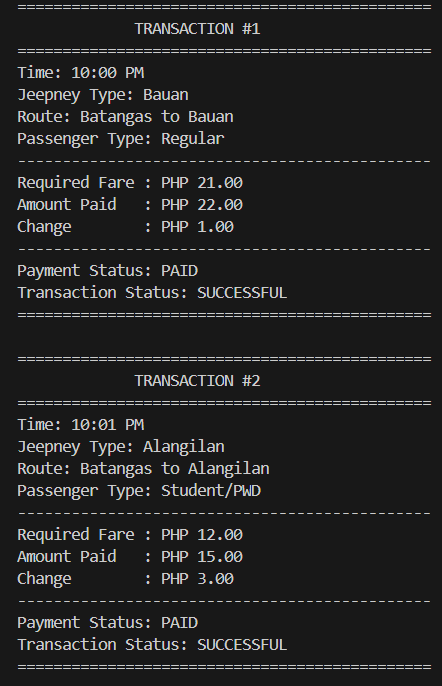 ==============================================
TRANSACTION #1
==============================================
Time: 10:00 PM
Jeepney Type: Bauan
Route: Batangas to Bauan
Passenger Type: Regular
----------------------------------------------
Required Fare : PHP 21.00
Amount Paid   : PHP 22.00
Change        : PHP 1.00
----------------------------------------------
Payment Status: PAID
Transaction Status: SUCCESSFUL
==============================================
==============================================
TRANSACTION #2
==============================================
Time: 10:01 PM
Jeepney Type: Alangilan
Route: Batangas to Alangilan
Passenger Type: Student/PWD
----------------------------------------------
Required Fare : PHP 12.00
Amount Paid   : PHP 15.00
Change        : PHP 3.00
----------------------------------------------
Payment Status: PAID
Transaction Status: SUCCESSFUL
==============================================